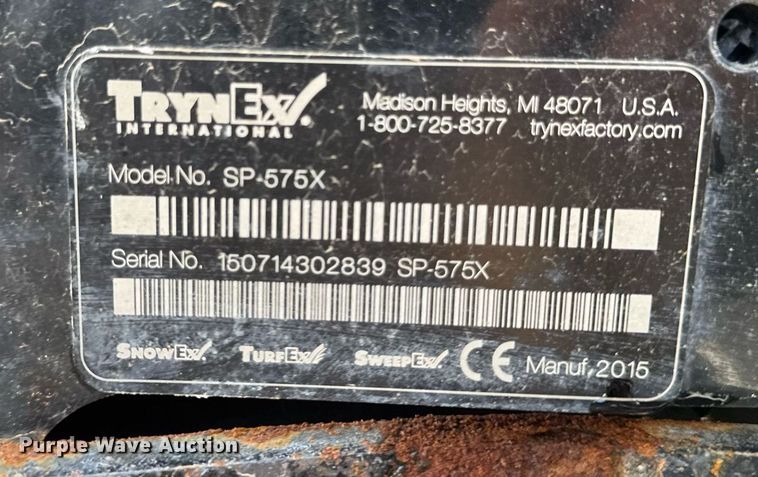 TRYNEX®
INTERNATIONAL
Madison Heights, MI 48071 U.S.A.
1-800-725-8377 trynexfactory.com
Model No. SP-575X
Serial No. 150714302839 SP-575X
SNOWEX TURFEX SWEEPEX CE Manuf. 2015
Purple Wave Auction